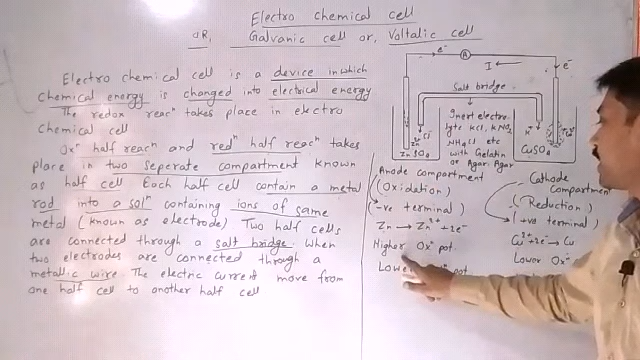 Electro chemical cell
OR, Galvanic cell or, Voltalic cell
Electro chemical cell is a device in which
chemical energy is changed into electrical energy
The redox reacⁿ takes place in electro
chemical cell
Oxⁿ half reacⁿ and redⁿ half reacⁿ takes
place in two seperate compartment known
as half cell Each half cell contain a metal
rod into a solⁿ containing ions of same
metal (known as electrode) Two half cells
are connected through a salt bridge. When
two electrodes are connected through a
metallic wire The electric current move from
one half cell to another half cell
e⁻
A
I
e⁻
Salt bridge
Inert electro
lyte KCl, KNO₃
NH₄Cl etc
with Gelatin
or Agar Agar
Cl⁻
K⁺
ZnSO₄
CuSO₄
Anode compartment
(Oxidation)
(-ve terminal)
Zn → Zn²⁺ + 2e⁻
Higher Oxⁿ pot.
Lower pot
Cathode
compartment
(Reduction)
(+ve terminal)
Cu²⁺ + 2e⁻ → Cu
Lower Oxⁿ